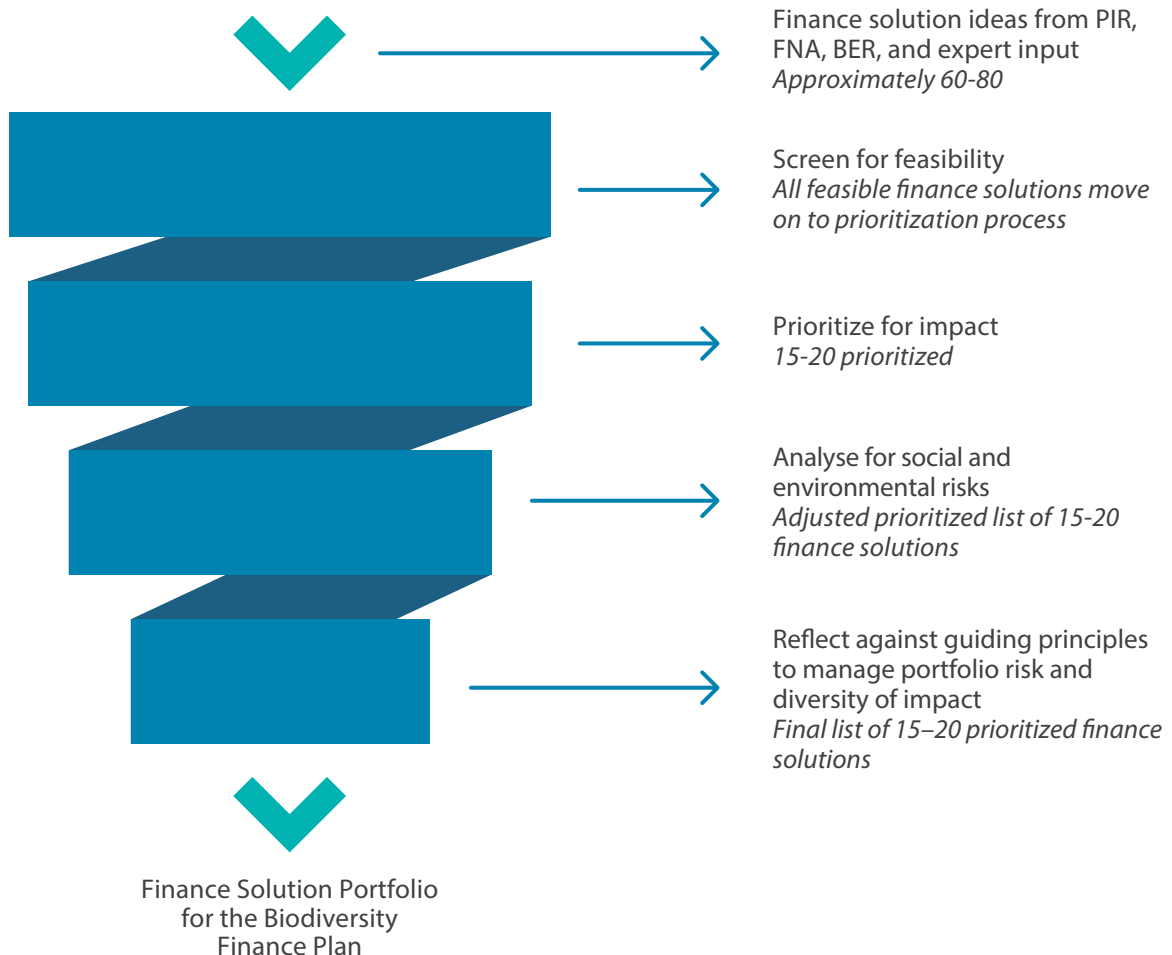 Finance solution ideas from PIR,
FNA, BER, and expert input
Approximately 60-80
Screen for feasibility
All feasible finance solutions move
on to prioritization process
Prioritize for impact
15-20 prioritized
Analyse for social and
environmental risks
Adjusted prioritized list of 15-20
finance solutions
Reflect against guiding principles
to manage portfolio risk and
diversity of impact
Final list of 15–20 prioritized finance
solutions
Finance Solution Portfolio
for the Biodiversity
Finance Plan